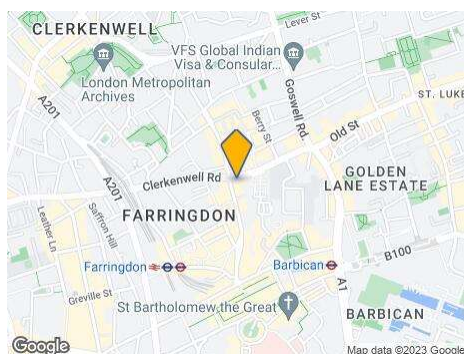 CLERKENWELL
Lever St
VFS Global Indian
Visa & Consular...
London Metropolitan
Archives
A201
Goswell Rd.
Berry St
ST. LUKE
Old St
Clerkenwell Rd
GOLDEN
LANE ESTATE
A201
Leather Ln
Saffron Hill
FARRINGDON
B100
Farringdon
Barbican
A1
Greville St
St Bartholomew the Great
BARBICAN
Google
Map data ©2023 Google